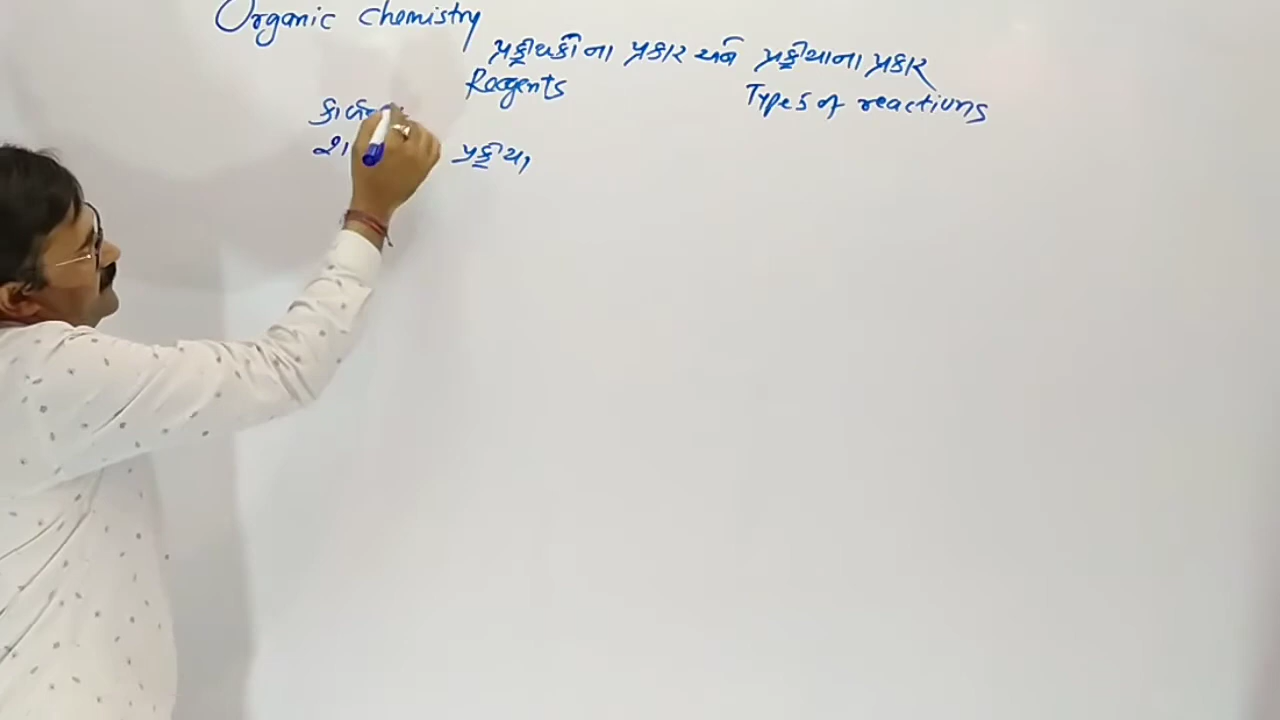 Organic chemistry
પ્રક્રીયકોના પ્રકાર અને પ્રક્રીયાના પ્રકાર
Reagents Types of reactions
પ્રક્રીયા